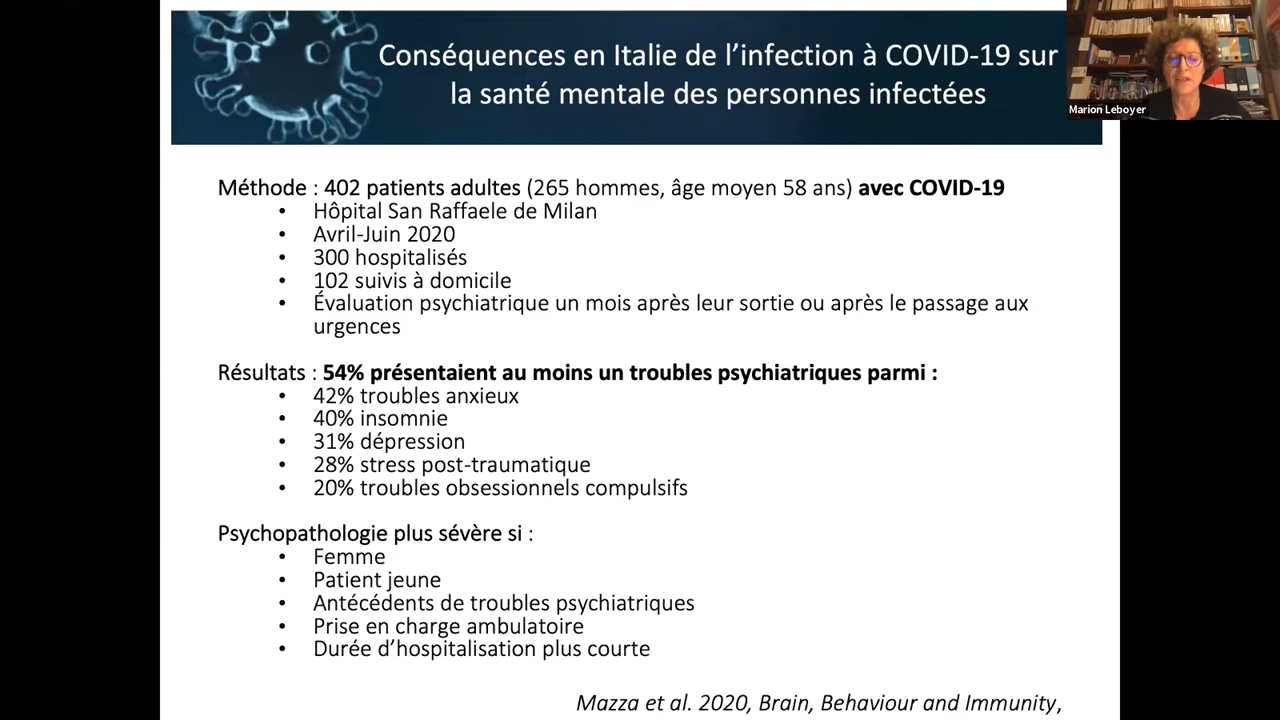 Conséquences en Italie de l'infection à COVID-19 sur
la santé mentale des personnes infectées
Marion Leboyer
Méthode : 402 patients adultes (265 hommes, âge moyen 58 ans) avec COVID-19
• Hôpital San Raffaele de Milan
• Avril-Juin 2020
• 300 hospitalisés
• 102 suivis à domicile
• Évaluation psychiatrique un mois après leur sortie ou après le passage aux
urgences
Résultats : 54% présentaient au moins un troubles psychiatriques parmi :
• 42% troubles anxieux
• 40% insomnie
• 31% dépression
• 28% stress post-traumatique
• 20% troubles obsessionnels compulsifs
Psychopathologie plus sévère si :
• Femme
• Patient jeune
• Antécédents de troubles psychiatriques
• Prise en charge ambulatoire
• Durée d'hospitalisation plus courte
Mazza et al. 2020, Brain, Behaviour and Immunity,